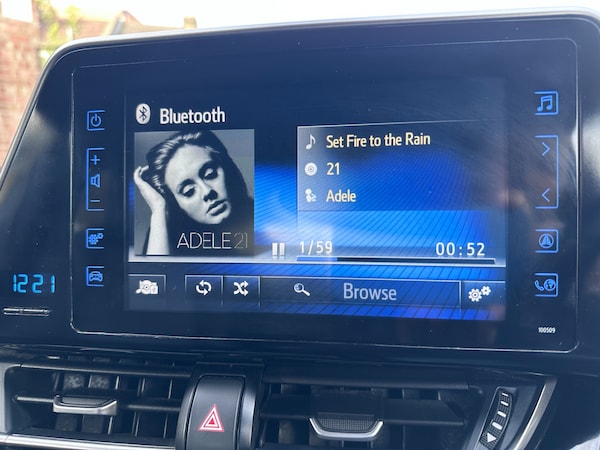 Bluetooth
Set Fire to the Rain
21
Adele
ADELE 21
1/59
00:52
Browse
12:21
100509